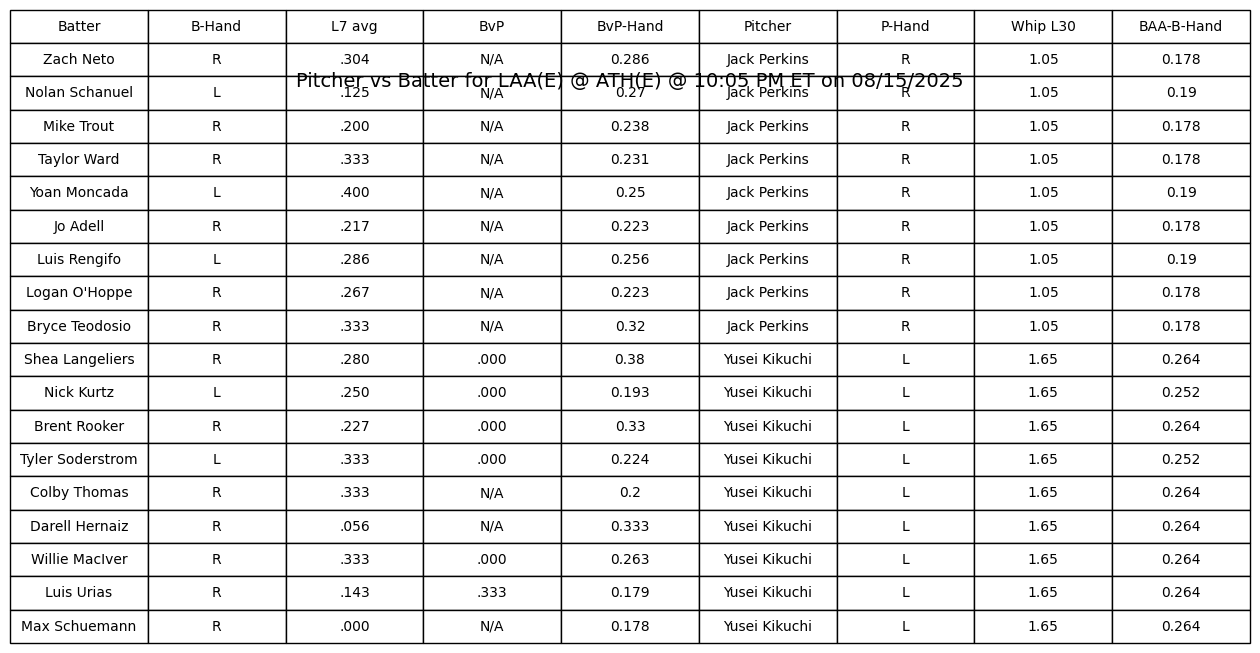 Batter B-Hand L7 avg BvP BvP-Hand Pitcher P-Hand Whip L30 BAA-B-Hand
Zach Neto R .304 N/A 0.286 Jack Perkins R 1.05 0.178
Pitcher vs Batter for LAA(E) @ ATH(E) @ 10:05 PM ET on 08/15/2025
Nolan Schanuel L .125 N/A 0.27 Jack Perkins R 1.05 0.19
Mike Trout R .200 N/A 0.238 Jack Perkins R 1.05 0.178
Taylor Ward R .333 N/A 0.231 Jack Perkins R 1.05 0.178
Yoan Moncada L .400 N/A 0.25 Jack Perkins R 1.05 0.19
Jo Adell R .217 N/A 0.223 Jack Perkins R 1.05 0.178
Luis Rengifo L .286 N/A 0.256 Jack Perkins R 1.05 0.19
Logan O'Hoppe R .267 N/A 0.223 Jack Perkins R 1.05 0.178
Bryce Teodosio R .333 N/A 0.32 Jack Perkins R 1.05 0.178
Shea Langeliers R .280 .000 0.38 Yusei Kikuchi L 1.65 0.264
Nick Kurtz L .250 .000 0.193 Yusei Kikuchi L 1.65 0.252
Brent Rooker R .227 .000 0.33 Yusei Kikuchi L 1.65 0.264
Tyler Soderstrom L .333 .000 0.224 Yusei Kikuchi L 1.65 0.252
Colby Thomas R .333 N/A 0.2 Yusei Kikuchi L 1.65 0.264
Darell Hernaiz R .056 N/A 0.333 Yusei Kikuchi L 1.65 0.264
Willie MacIver R .333 .000 0.263 Yusei Kikuchi L 1.65 0.264
Luis Urias R .143 .333 0.179 Yusei Kikuchi L 1.65 0.264
Max Schuemann R .000 N/A 0.178 Yusei Kikuchi L 1.65 0.264